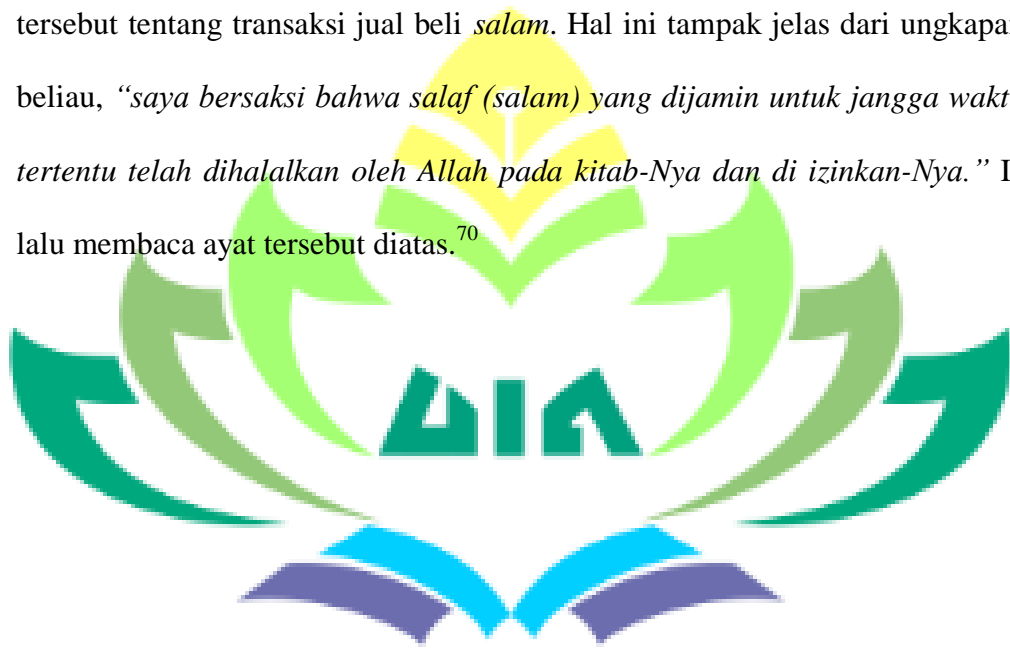 tersebut tentang transaksi jual beli salam. Hal ini tampak jelas dari ungkapan
beliau, “saya bersaksi bahwa salaf (salam) yang dijamin untuk jangga wakt
tertentu telah dihalalkan oleh Allah pada kitab-Nya dan di izinkan-Nya.” I
lalu membaca ayat tersebut diatas.70